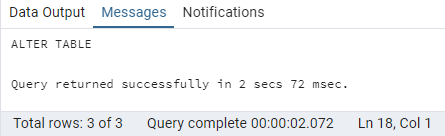 Data Output Messages Notifications
ALTER TABLE
Query returned successfully in 2 secs 72 msec.
Total rows: 3 of 3 Query complete 00:00:02.072 Ln 18, Col 1